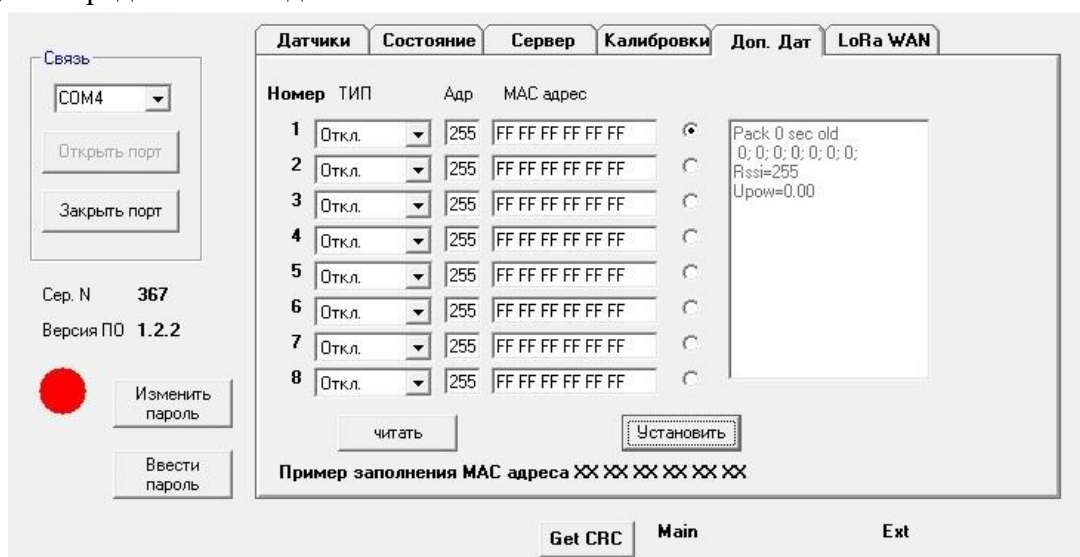 Датчики Состояние Сервер Калибровки Доп. Дат LoRa WAN
Связь
COM4
Открыть порт
Закрыть порт
Сер. N 367
Версия ПО 1.2.2
Изменить
пароль
Ввести
пароль
Номер ТИП Адр МАС адрес
1 Откл. 255 FF FF FF FF FF FF
2 Откл. 255 FF FF FF FF FF FF
3 Откл. 255 FF FF FF FF FF FF
4 Откл. 255 FF FF FF FF FF FF
5 Откл. 255 FF FF FF FF FF FF
6 Откл. 255 FF FF FF FF FF FF
7 Откл. 255 FF FF FF FF FF FF
8 Откл. 255 FF FF FF FF FF FF
Pack 0 sec old
0; 0; 0; 0; 0; 0; 0;
Rssi=255
Upow=0.00
читать Установить
Пример заполнения МАС адреса XX XX XX XX XX XX
Get CRC Main Ext